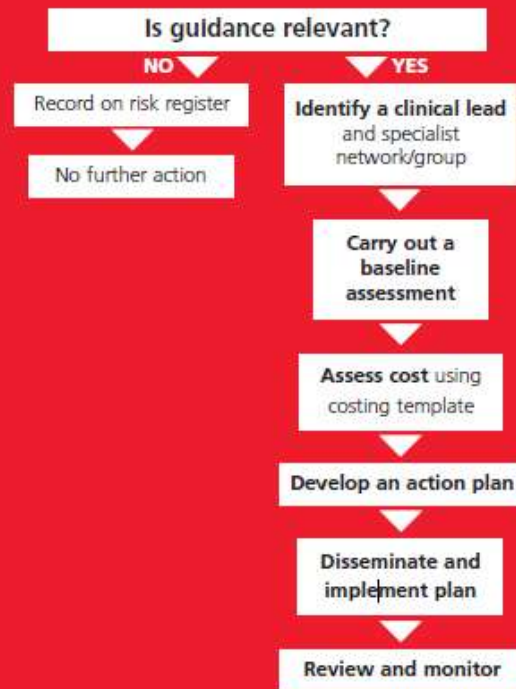 Is guidance relevant?
NO
YES
Record on risk register
No further action
Identify a clinical lead
and specialist
network/group
Carry out a
baseline
assessment
Assess cost using
costing template
Develop an action plan
Disseminate and
implement plan
Review and monitor